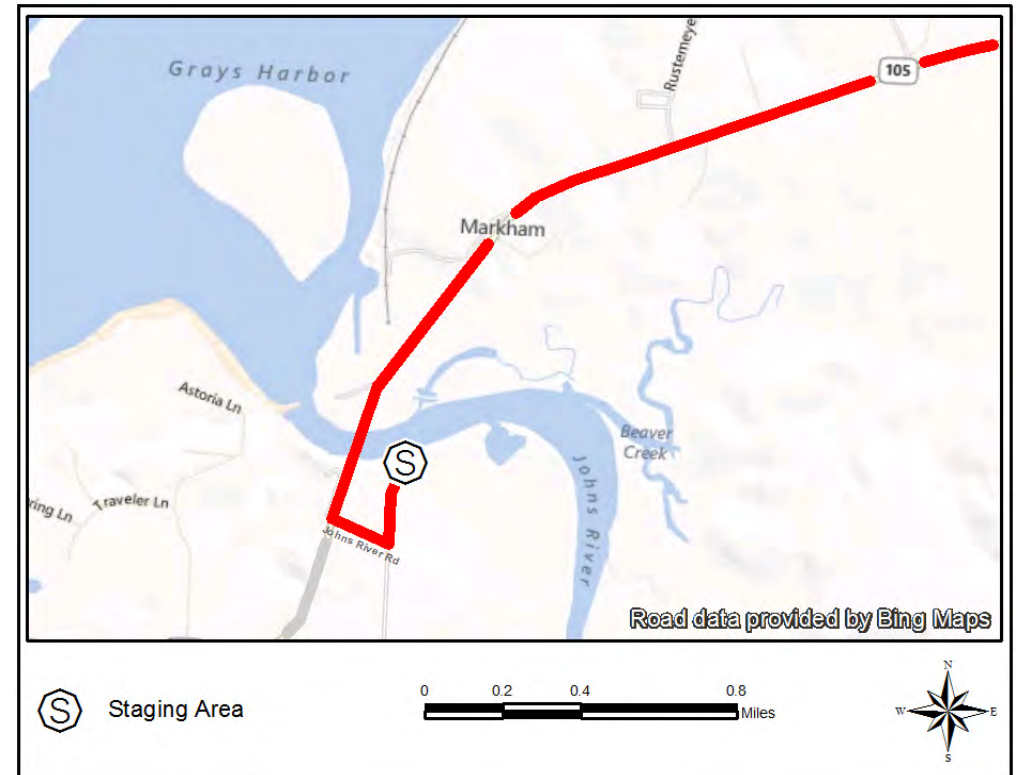 Grays Harbor
Rustemeye
105
Markham
Astoria Ln
Beaver
Creek
S
Johns River
Traveler Ln
ring Ln
Johns River Rd
Road data provided by Bing Maps
N
S Staging Area
0 0.2 0.4 0.8
Miles
W E
S